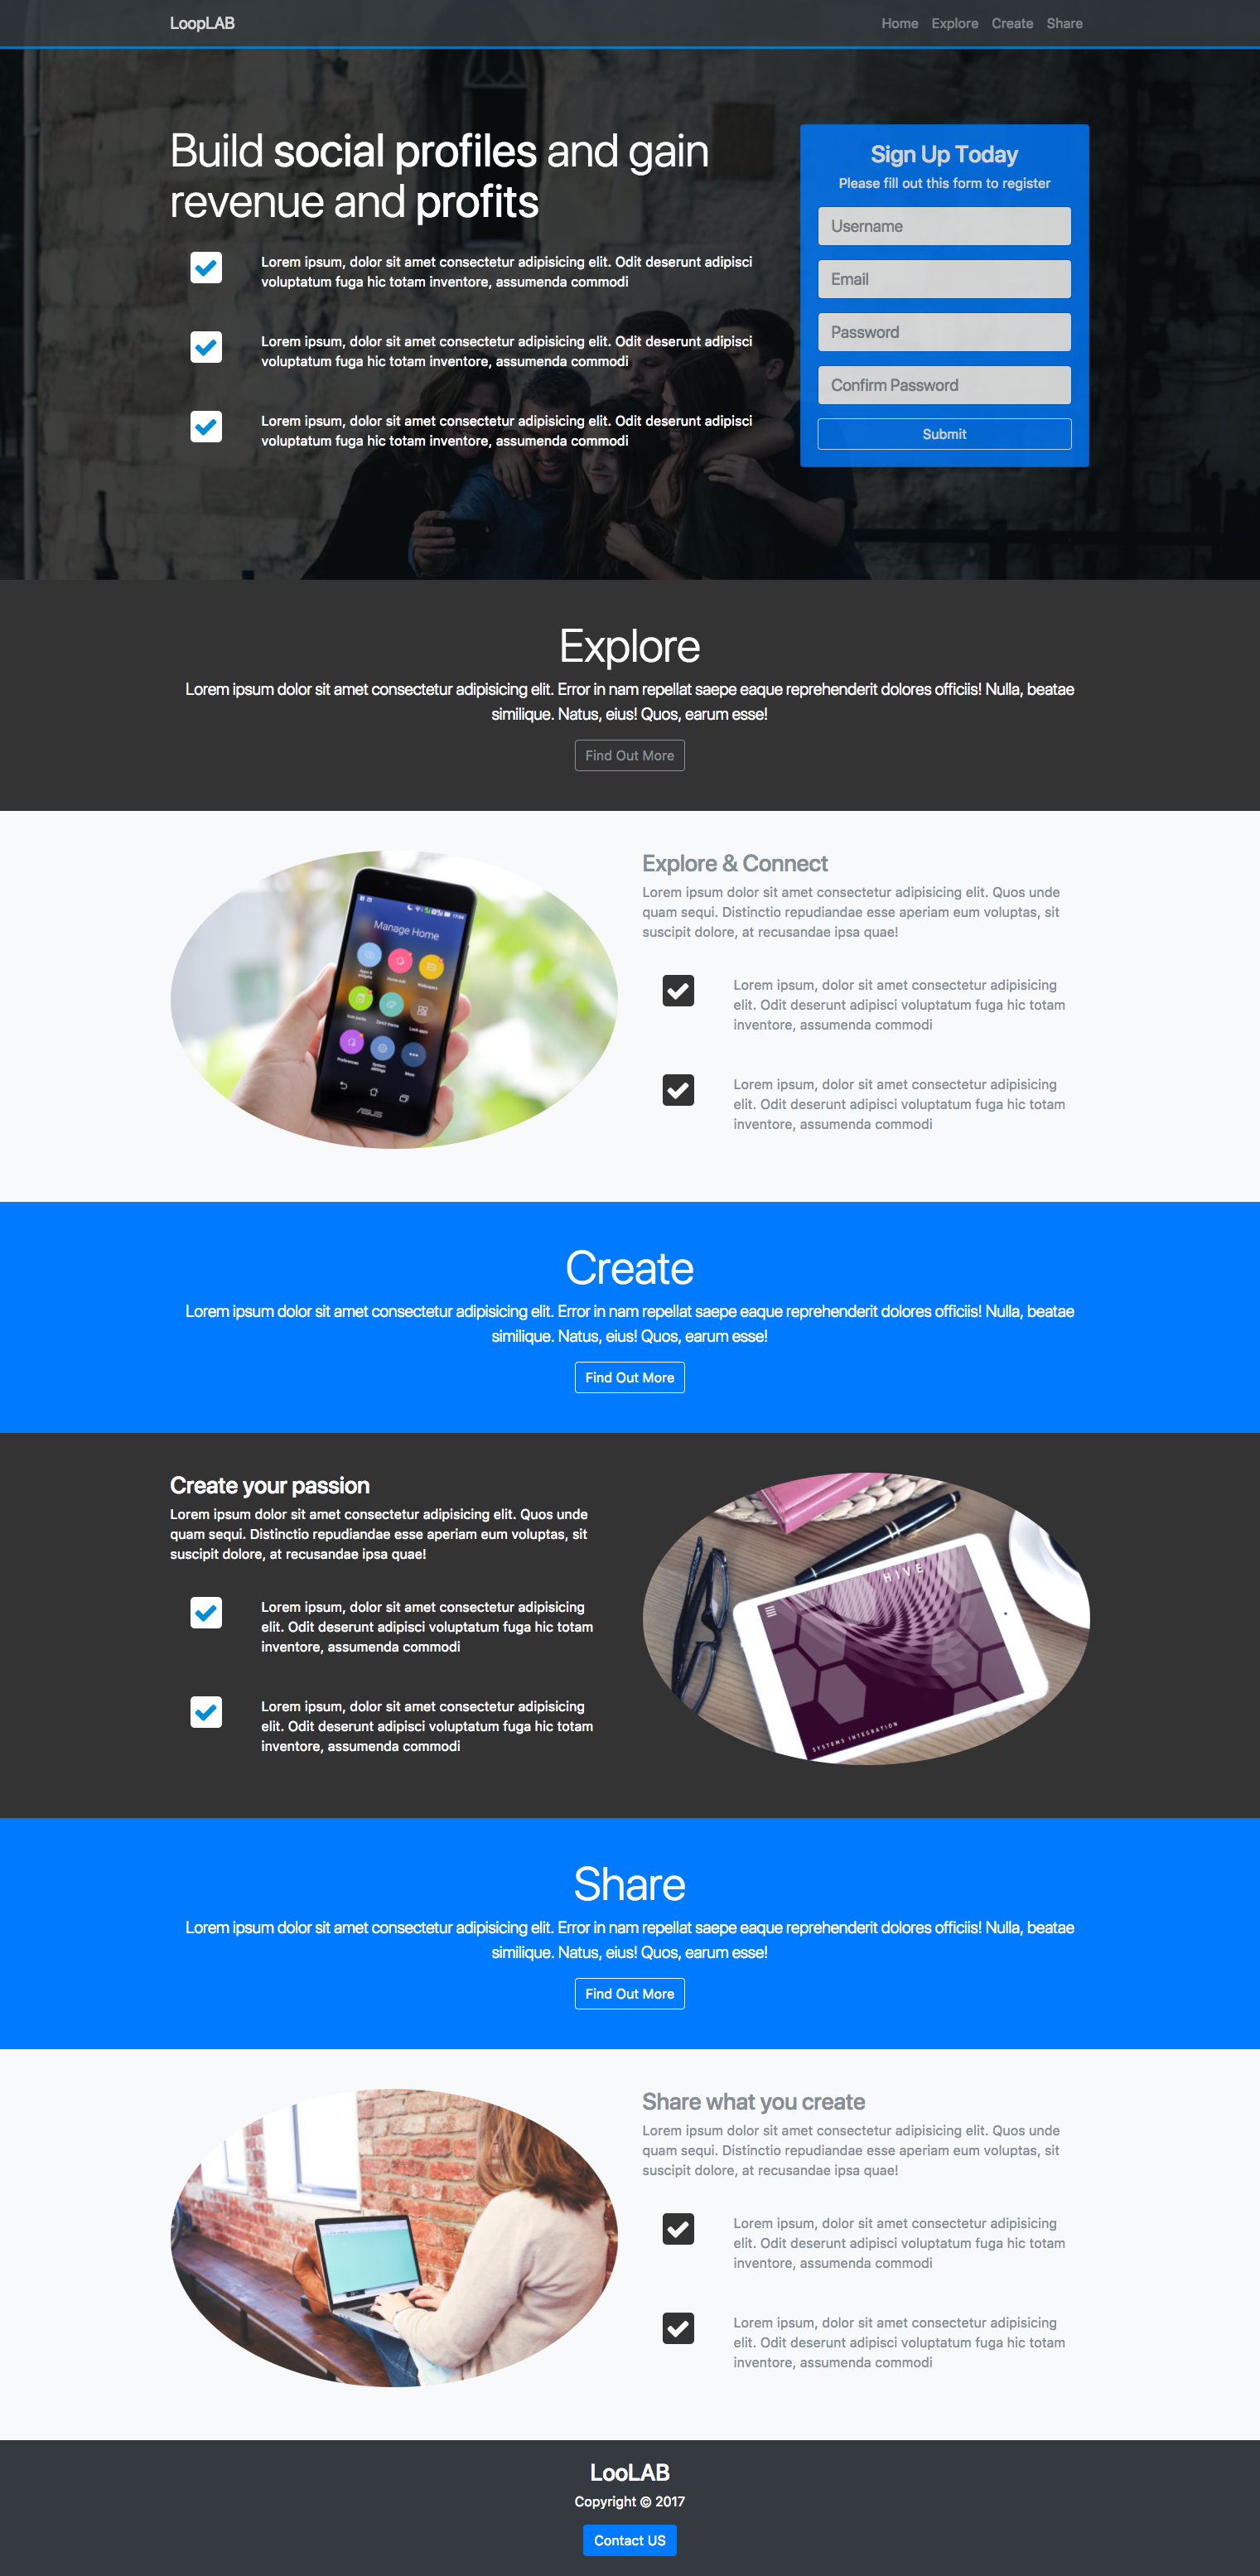 LoopLAB
Home Explore Create Share
Build social profiles and gain
revenue and profits
Lorem ipsum, dolor sit amet consectetur adipisicing elit. Odit deserunt adipisci
voluptatum fuga hic totam inventore, assumenda commodi
Lorem ipsum, dolor sit amet consectetur adipisicing elit. Odit deserunt adipisci
voluptatum fuga hic totam inventore, assumenda commodi
Lorem ipsum, dolor sit amet consectetur adipisicing elit. Odit deserunt adipisci
voluptatum fuga hic totam inventore, assumenda commodi
Sign Up Today
Please fill out this form to register
Username
Email
Password
Confirm Password
Submit
Explore
Lorem ipsum dolor sit amet consectetur adipisicing elit. Error in nam repellat saepe eaque reprehenderit dolores officiis! Nulla, beatae
similique. Natus, eius! Quos, earum esse!
Find Out More
Manage Home
Preferences
System
settings
More
ASUS
Explore & Connect
Lorem ipsum dolor sit amet consectetur adipisicing elit. Quos unde
quam sequi. Distinctio repudiandae esse aperiam eum voluptas, sit
suscipit dolore, at recusandae ipsa quae!
Lorem ipsum, dolor sit amet consectetur adipisicing
elit. Odit deserunt adipisci voluptatum fuga hic totam
inventore, assumenda commodi
Lorem ipsum, dolor sit amet consectetur adipisicing
elit. Odit deserunt adipisci voluptatum fuga hic totam
inventore, assumenda commodi
Create
Lorem ipsum dolor sit amet consectetur adipisicing elit. Error in nam repellat saepe eaque reprehenderit dolores officiis! Nulla, beatae
similique. Natus, eius! Quos, earum esse!
Find Out More
Create your passion
Lorem ipsum dolor sit amet consectetur adipisicing elit. Quos unde
quam sequi. Distinctio repudiandae esse aperiam eum voluptas, sit
suscipit dolore, at recusandae ipsa quae!
Lorem ipsum, dolor sit amet consectetur adipisicing
elit. Odit deserunt adipisci voluptatum fuga hic totam
inventore, assumenda commodi
Lorem ipsum, dolor sit amet consectetur adipisicing
elit. Odit deserunt adipisci voluptatum fuga hic totam
inventore, assumenda commodi
HIVE
SYSTEMS INTEGRATION
Share
Lorem ipsum dolor sit amet consectetur adipisicing elit. Error in nam repellat saepe eaque reprehenderit dolores officiis! Nulla, beatae
similique. Natus, eius! Quos, earum esse!
Find Out More
Share what you create
Lorem ipsum dolor sit amet consectetur adipisicing elit. Quos unde
quam sequi. Distinctio repudiandae esse aperiam eum voluptas, sit
suscipit dolore, at recusandae ipsa quae!
Lorem ipsum, dolor sit amet consectetur adipisicing
elit. Odit deserunt adipisci voluptatum fuga hic totam
inventore, assumenda commodi
Lorem ipsum, dolor sit amet consectetur adipisicing
elit. Odit deserunt adipisci voluptatum fuga hic totam
inventore, assumenda commodi
LooLAB
Copyright © 2017
Contact US